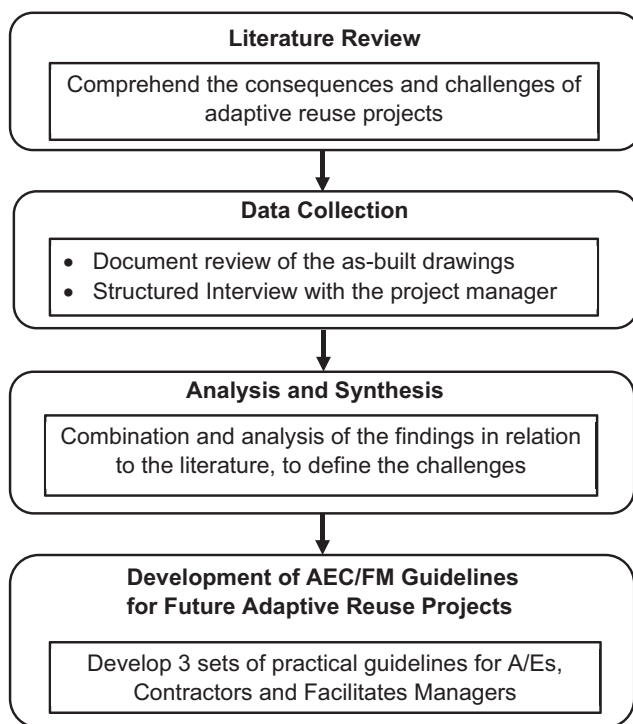 Literature Review
Comprehend the consequences and challenges of
adaptive reuse projects
Data Collection
• Document review of the as-built drawings
• Structured Interview with the project manager
Analysis and Synthesis
Combination and analysis of the findings in relation
to the literature, to define the challenges
Development of AEC/FM Guidelines
for Future Adaptive Reuse Projects
Develop 3 sets of practical guidelines for A/Es,
Contractors and Facilitates Managers